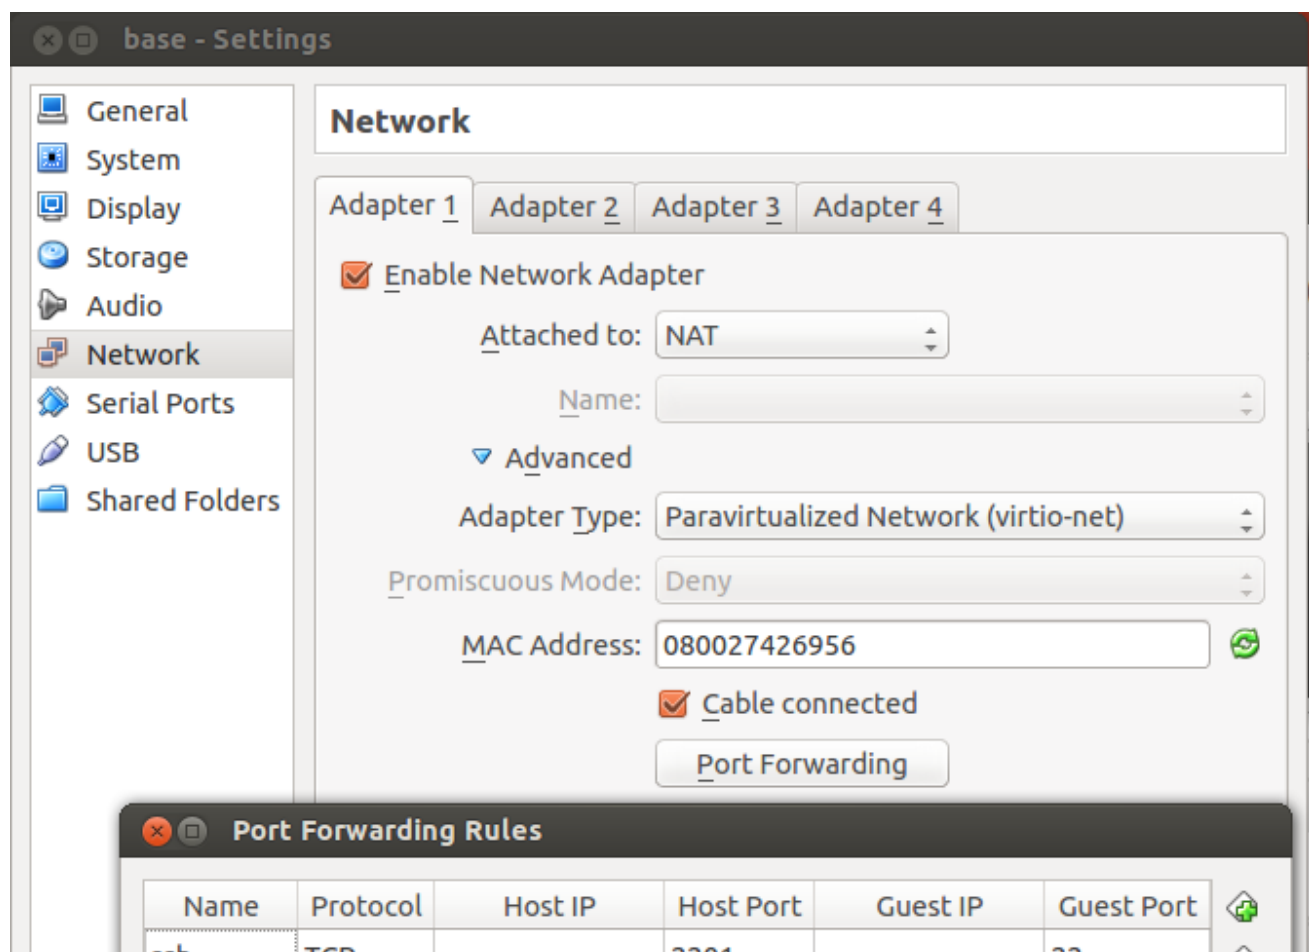 base - Settings
General
System
Display
Storage
Audio
Network
Serial Ports
USB
Shared Folders
Network
Adapter 1 Adapter 2 Adapter 3 Adapter 4
Enable Network Adapter
Attached to: NAT
Name:
Advanced
Adapter Type: Paravirtualized Network (virtio-net)
Promiscuous Mode: Deny
MAC Address: 080027426956
Cable connected
Port Forwarding
Port Forwarding Rules
Name Protocol Host IP Host Port Guest IP Guest Port
TCP